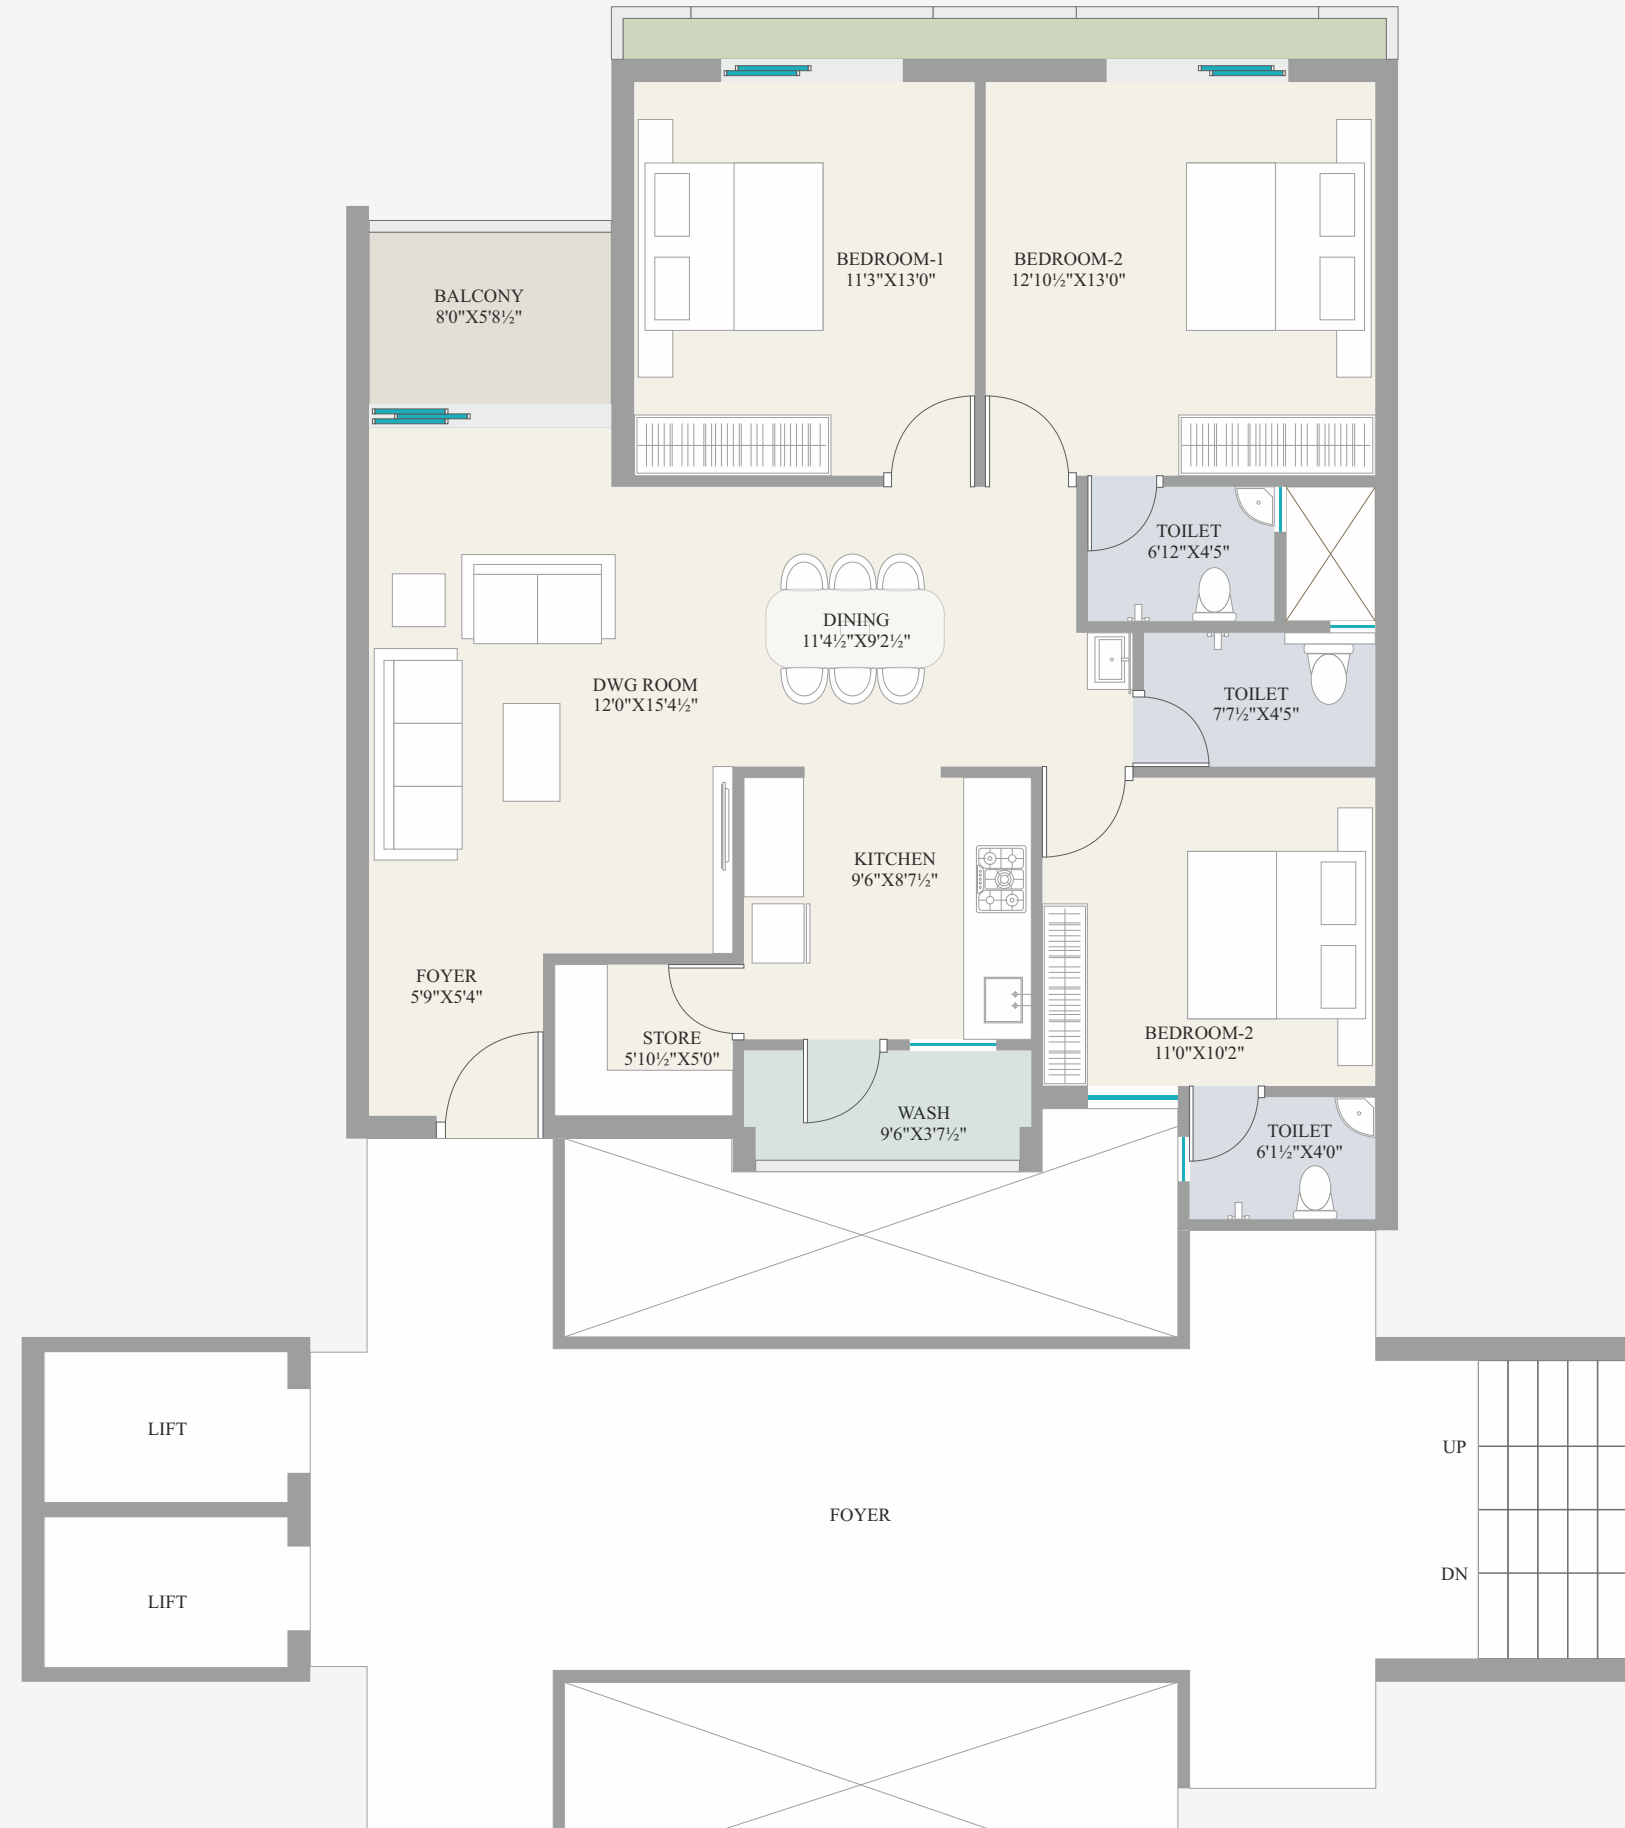 BEDROOM-1
11'3"X13'0"
BEDROOM-2
12'10½"X13'0"
BALCONY
8'0"X5'8½"
TOILET
6'12"X4'5"
DINING
11'4½"X9'2½"
DWG ROOM
12'0"X15'4½"
TOILET
7'7½"X4'5"
KITCHEN
9'6"X8'7½"
FOYER
5'9"X5'4"
STORE
5'10½"X5'0"
BEDROOM-2
11'0"X10'2"
WASH
9'6"X3'7½"
TOILET
6'1½"X4'0"
LIFT
UP
FOYER
DN
LIFT